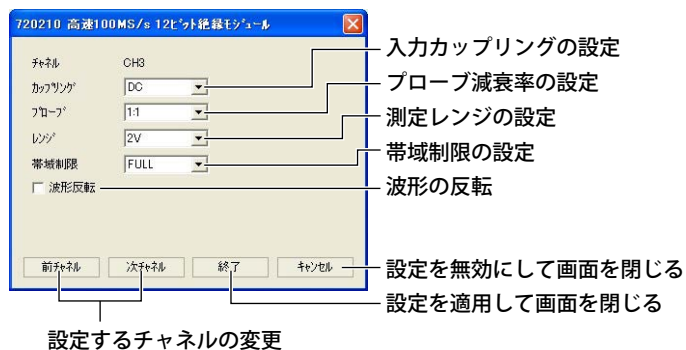 720210 高速100MS/s 12ﾋﾞｯﾄ絶縁ﾓｼﾞｭｰﾙ
ﾁｬﾈﾙ CH3
ｶｯﾌﾟﾘﾝｸﾞ DC 入力カップリングの設定
ﾌﾟﾛｰﾌﾞ 1:1 プローブ減衰率の設定
ﾚﾝｼﾞ 2V 測定レンジの設定
帯域制限 FULL 帯域制限の設定
波形反転 波形の反転
前ﾁｬﾈﾙ 次ﾁｬﾈﾙ 終了 ｷｬﾝｾﾙ 設定を無効にして画面を閉じる
設定を適用して画面を閉じる
設定するチャネルの変更